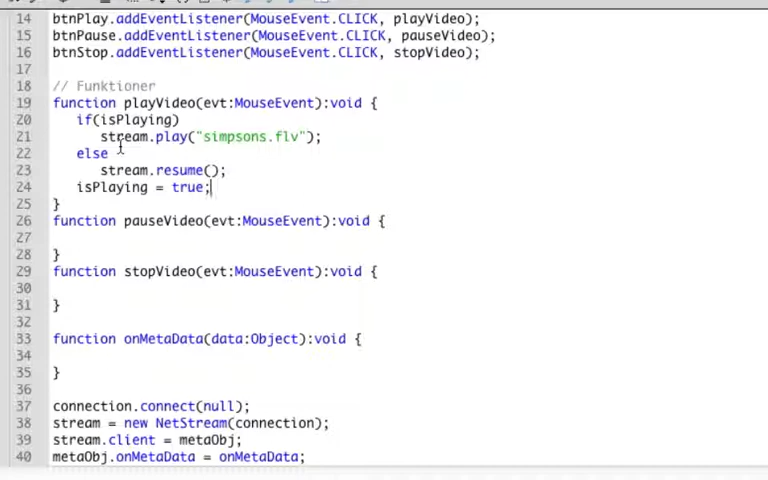 14 btnPlay.addEventListener(MouseEvent.CLICK, playVideo);
15 btnPause.addEventListener(MouseEvent.CLICK, pauseVideo);
16 btnStop.addEventListener(MouseEvent.CLICK, stopVideo);
17
18 // Funktioner
19 function playVideo(evt:MouseEvent):void {
20 if(isPlaying)
21 stream.play("simpsons.flv");
22 else
23 stream.resume();
24 isPlaying = true;
25 }
26 function pauseVideo(evt:MouseEvent):void {
27
28 }
29 function stopVideo(evt:MouseEvent):void {
30
31 }
32
33 function onMetaData(data:Object):void {
34
35 }
36
37 connection.connect(null);
38 stream = new NetStream(connection);
39 stream.client = metaObj;
40 metaObj.onMetaData = onMetaData;